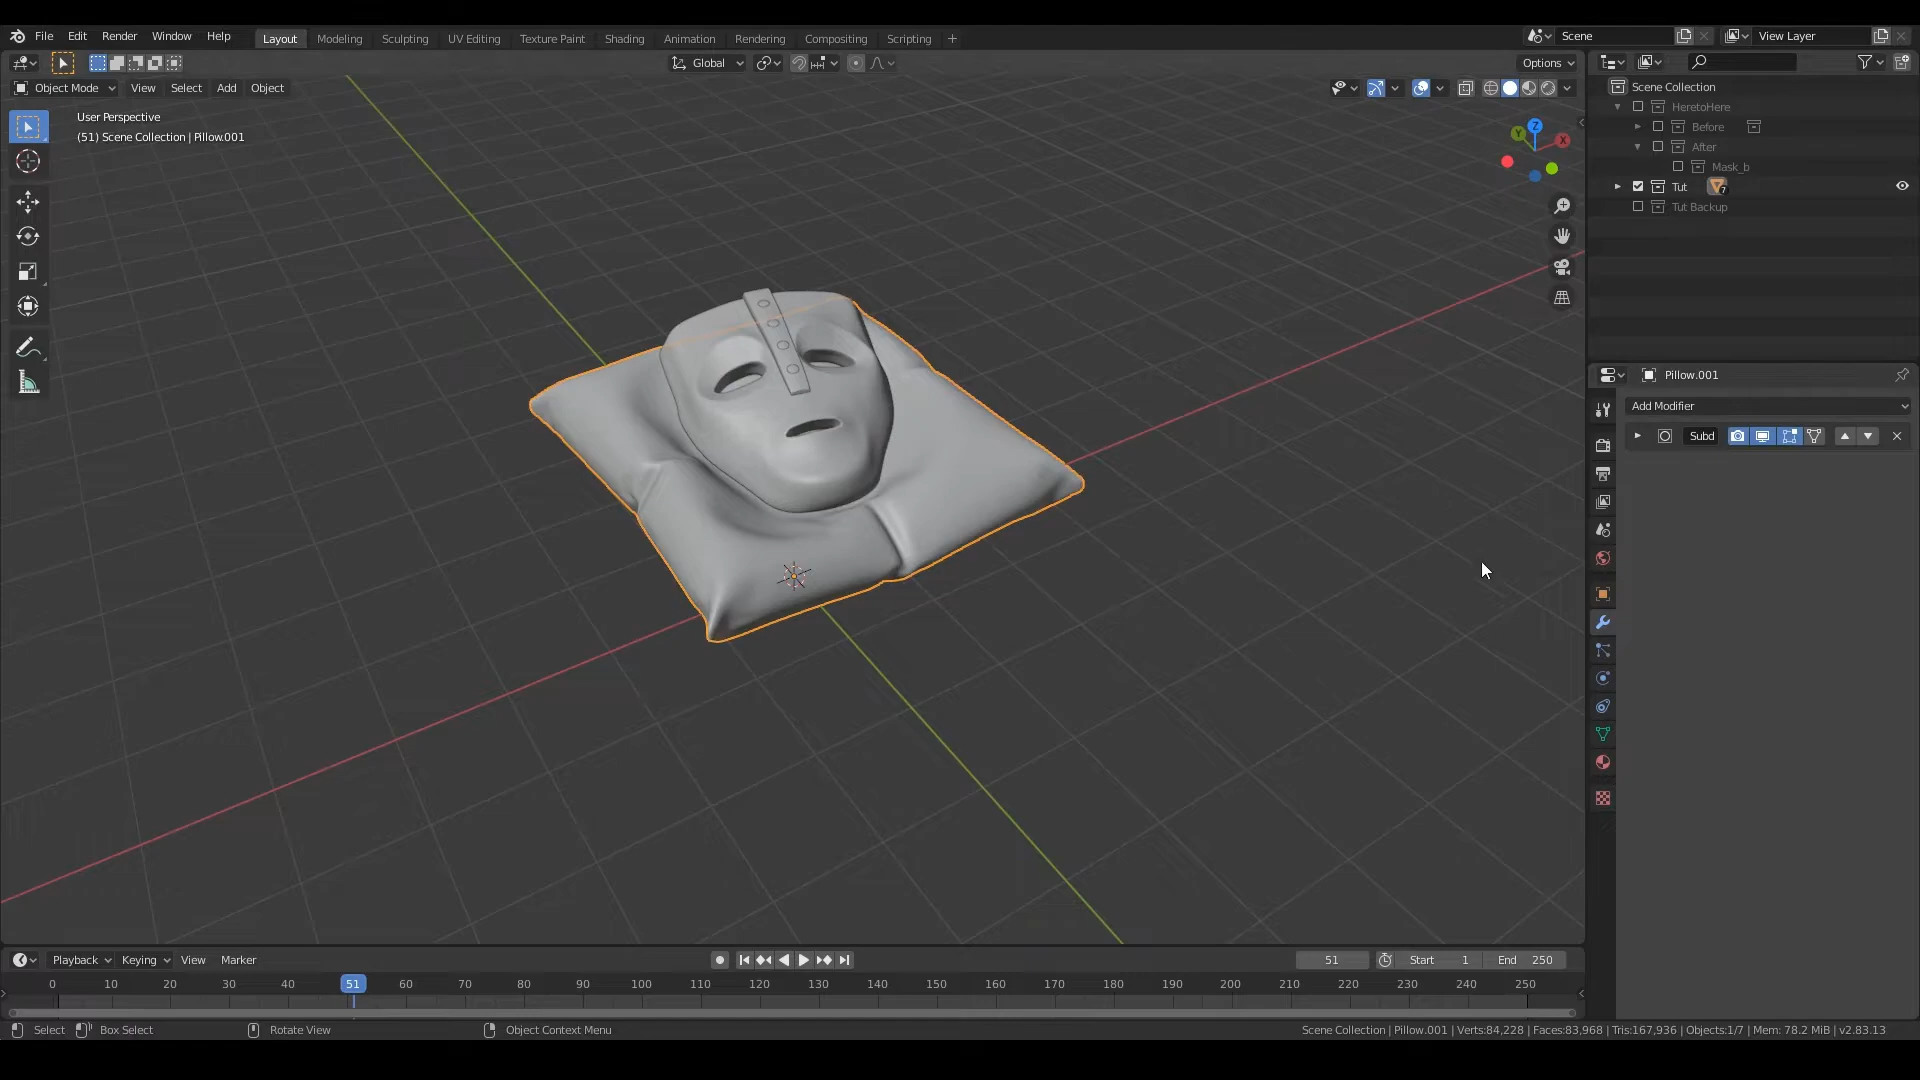 File Edit Render Window Help Layout Modeling Sculpting UV Editing Texture Paint Shading Animation Rendering Compositing Scripting + Scene View Layer
Global Options
Object Mode View Select Add Object
User Perspective
(51) Scene Collection | Pillow.001
Z
Y
X
Scene Collection
HeretoHere
Before
After
Mask_b
Tut 7
Tut Backup
Pillow.001
Add Modifier
Subd
Playback Keying View Marker 51 Start 1 End 250
0 10 20 30 40 51 60 70 80 90 100 110 120 130 140 150 160 170 180 190 200 210 220 230 240 250
Select Box Select Rotate View Object Context Menu Scene Collection | Pillow.001 | Verts:84,228 | Faces:83,968 | Tris:167,936 | Objects:1/7 | Mem: 78.2 MiB | v2.83.13